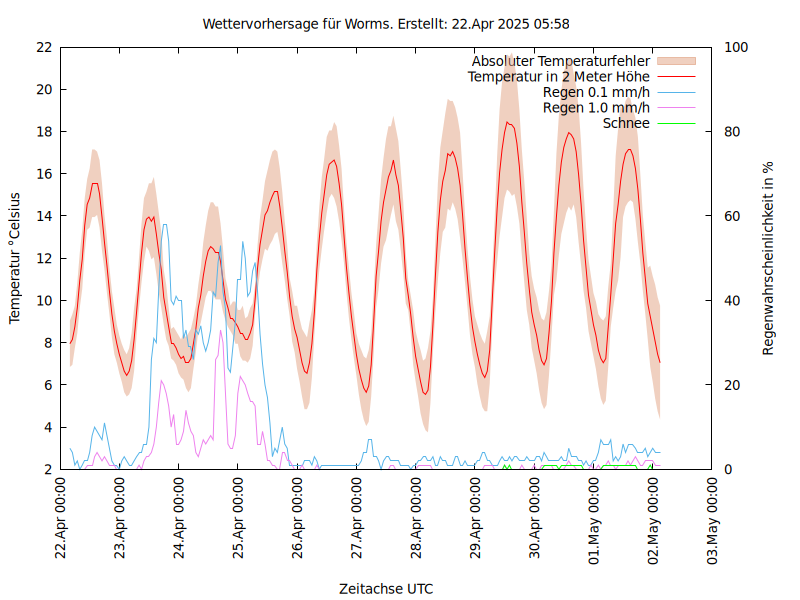 Wettervorhersage für Worms. Erstellt: 22.Apr 2025 05:58
Absoluter Temperaturfehler
Temperatur in 2 Meter Höhe
Regen 0.1 mm/h
Regen 1.0 mm/h
Schnee
Temperatur °Celsius
22
20
18
16
14
12
10
8
6
4
2
100
80
60
40
20
0
Regenwahrscheinlichkeit in %
22.Apr 00:00
23.Apr 00:00
24.Apr 00:00
25.Apr 00:00
26.Apr 00:00
27.Apr 00:00
28.Apr 00:00
29.Apr 00:00
30.Apr 00:00
01.May 00:00
02.May 00:00
03.May 00:00
Zeitachse UTC